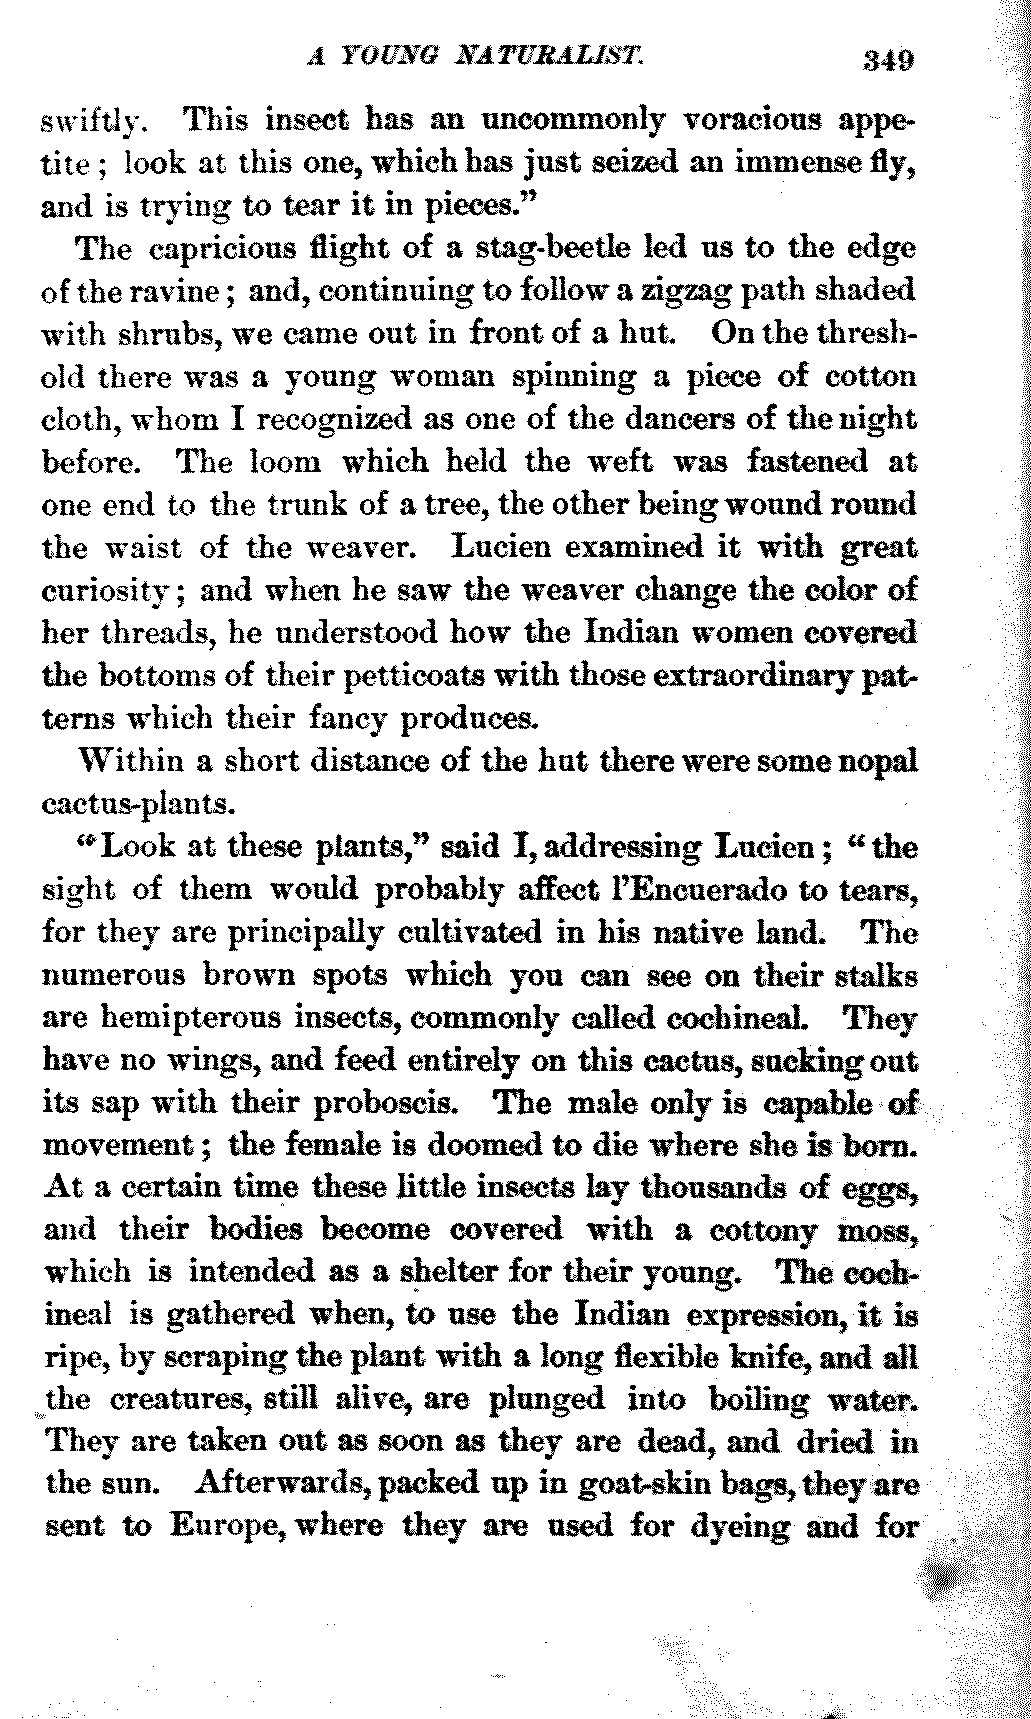 A YOUNG NATURALIST. 349
swiftly. This insect has an uncommonly voracious appe-
tite; look at this one, which has just seized an immense fly,
and is trying to tear it in pieces."
The capricious flight of a stag-beetle led us to the edge
of the ravine; and, continuing to follow a zigzag path shaded
with shrubs, we came out in front of a hut. On the thresh-
old there was a young woman spinning a piece of cotton
cloth, whom I recognized as one of the dancers of the night
before. The loom which held the weft was fastened at
one end to the trunk of a tree, the other being wound round
the waist of the weaver. Lucien examined it with great
curiosity; and when he saw the weaver change the color of
her threads, he understood how the Indian women covered
the bottoms of their petticoats with those extraordinary pat-
terns which their fancy produces.
Within a short distance of the hut there were some nopal
cactus-plants.
"Look at these plants," said I, addressing Lucien; "the
sight of them would probably affect l'Encuerado to tears,
for they are principally cultivated in his native land. The
numerous brown spots which you can see on their stalks
are hemipterous insects, commonly called cochineal. They
have no wings, and feed entirely on this cactus, sucking out
its sap with their proboscis. The male only is capable of
movement; the female is doomed to die where she is born.
At a certain time these little insects lay thousands of eggs,
and their bodies become covered with a cottony moss,
which is intended as a shelter for their young. The coch-
ineal is gathered when, to use the Indian expression, it is
ripe, by scraping the plant with a long flexible knife, and all
the creatures, still alive, are plunged into boiling water.
They are taken out as soon as they are dead, and dried in
the sun. Afterwards, packed up in goat-skin bags, they are
sent to Europe, where they are used for dyeing and for